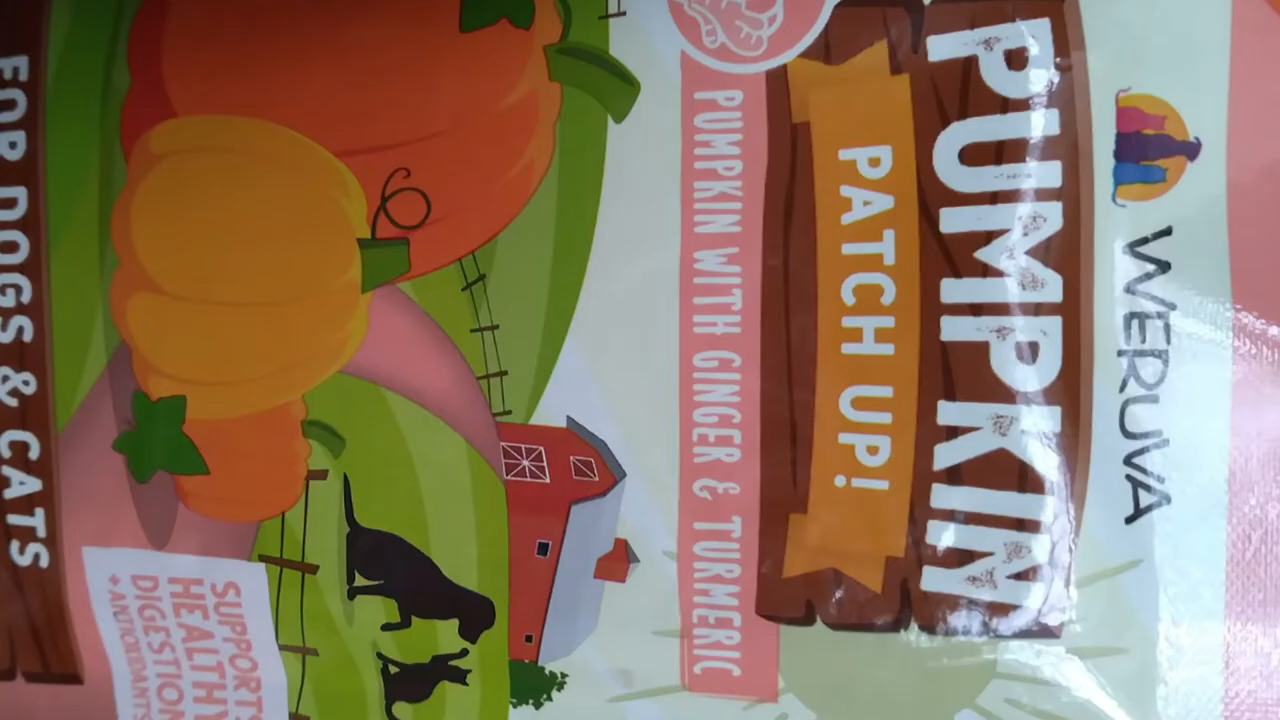 WERUVA
PUMPKIN
PATCH UP!
PUMPKIN WITH GINGER & TURMERIC
SUPPORTS
HEALTHY
DIGESTION
+ANTIOXIDANTS
FOR DOGS & CATS